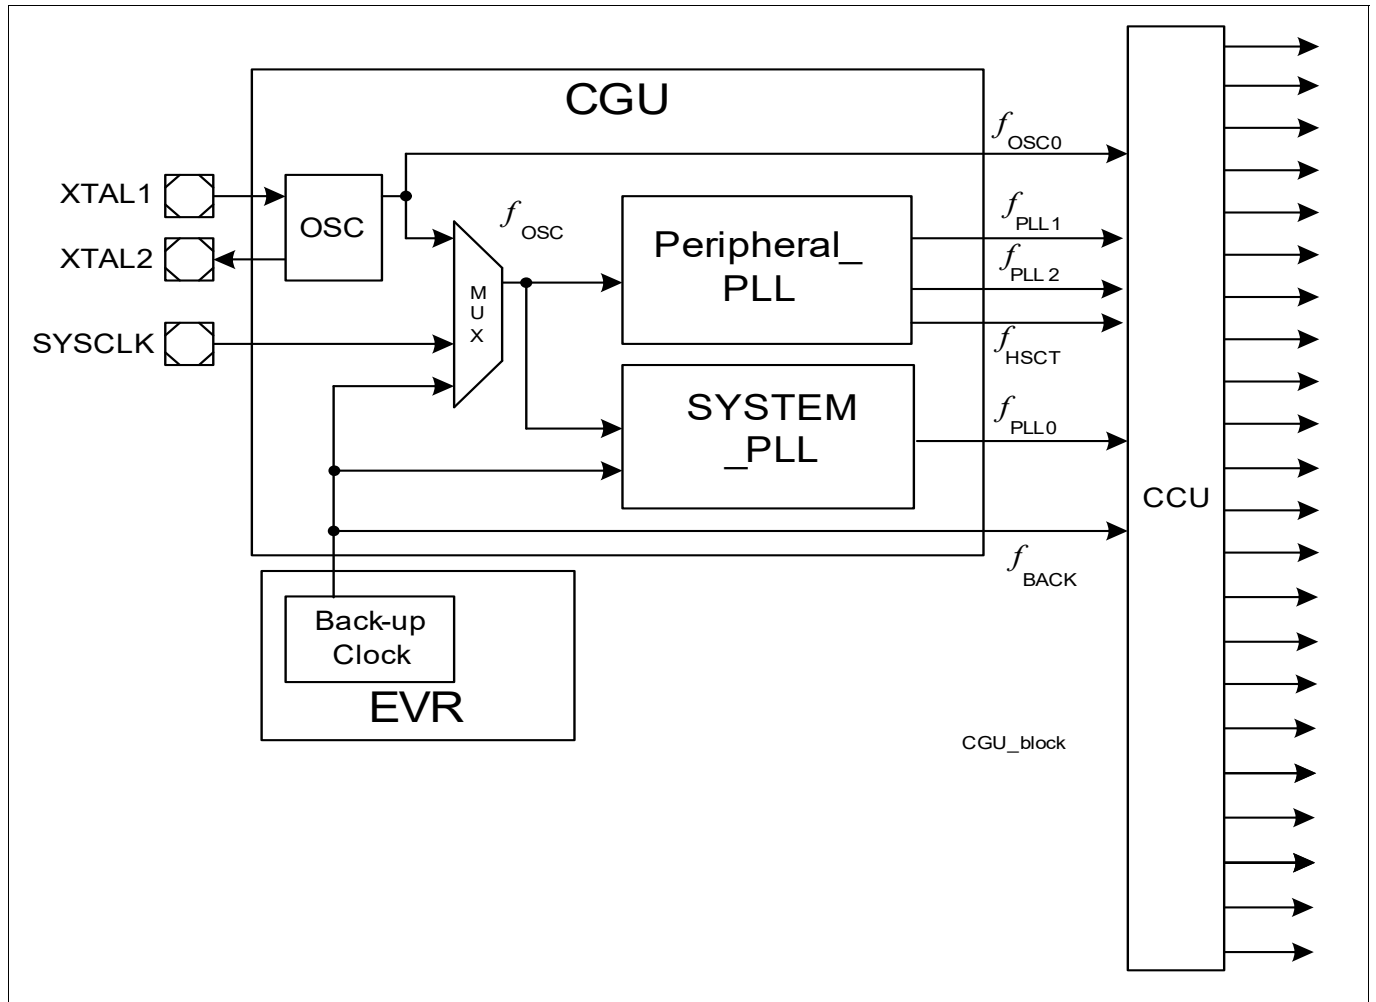 CGU
f OSC0
XTAL1
OSC
f OSC
Peripheral_
PLL
f PLL1
XTAL2
f PLL 2
MUX
SYSCLK
f HSCT
SYSTEM
_PLL
f PLL0
CCU
f BACK
Back-up
Clock
EVR
CGU_block